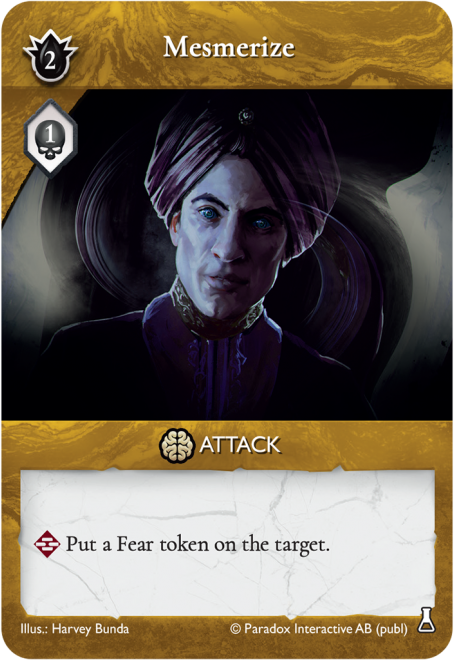 2
Mesmerize
1
ATTACK
Put a Fear token on the target.
Illus.: Harvey Bunda
© Paradox Interactive AB (publ)